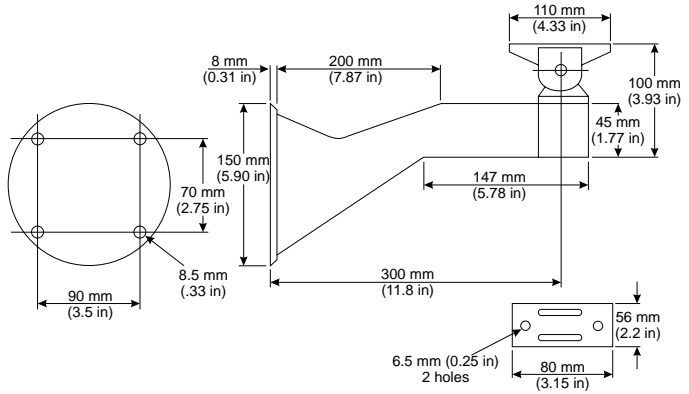 110 mm
(4.33 in)
8 mm
(0.31 in)
200 mm
(7.87 in)
100 mm
(3.93 in)
45 mm
(1.77 in)
150 mm
(5.90 in)
70 mm
(2.75 in)
147 mm
(5.78 in)
8.5 mm
(.33 in)
300 mm
(11.8 in)
90 mm
(3.5 in)
56 mm
(2.2 in)
6.5 mm (0.25 in)
2 holes
80 mm
(3.15 in)